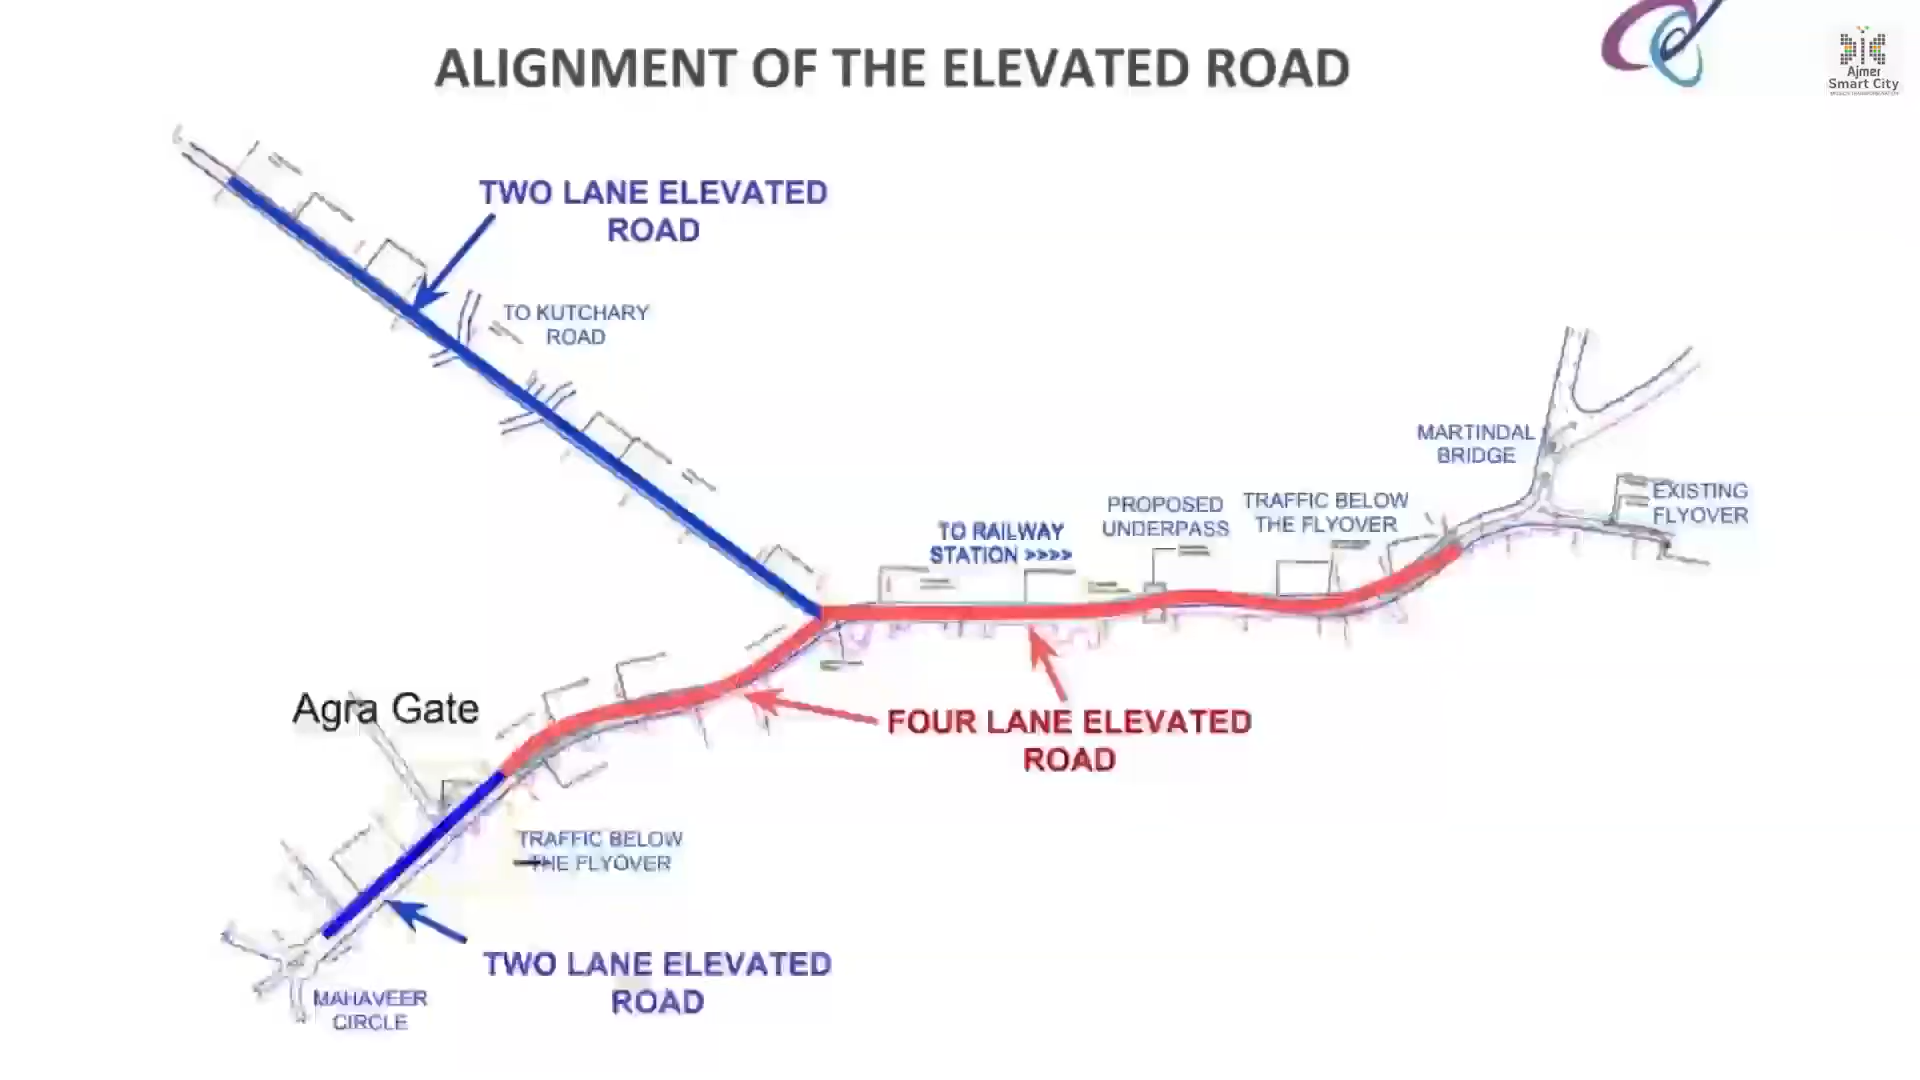 ALIGNMENT OF THE ELEVATED ROAD
Ajmer
Smart City
TWO LANE ELEVATED
ROAD
TO KUTCHARY
ROAD
MARTINDAL
BRIDGE
EXISTING
FLYOVER
PROPOSED
UNDERPASS
TRAFFIC BELOW
THE FLYOVER
TO RAILWAY
STATION >>>>
Agra Gate
FOUR LANE ELEVATED
ROAD
TRAFFIC BELOW
THE FLYOVER
TWO LANE ELEVATED
ROAD
MAHAVEER
CIRCLE